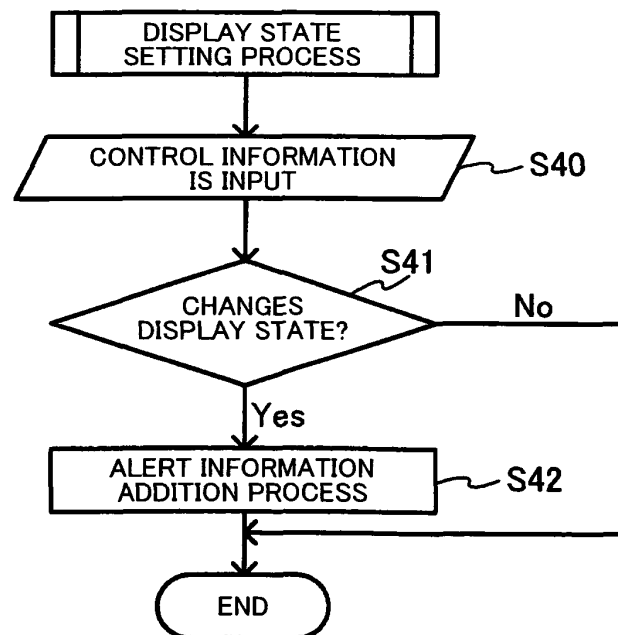 DISPLAY STATE
SETTING PROCESS
CONTROL INFORMATION
IS INPUT
S40
S41
CHANGES
DISPLAY STATE?
No
Yes
ALERT INFORMATION
ADDITION PROCESS
S42
END